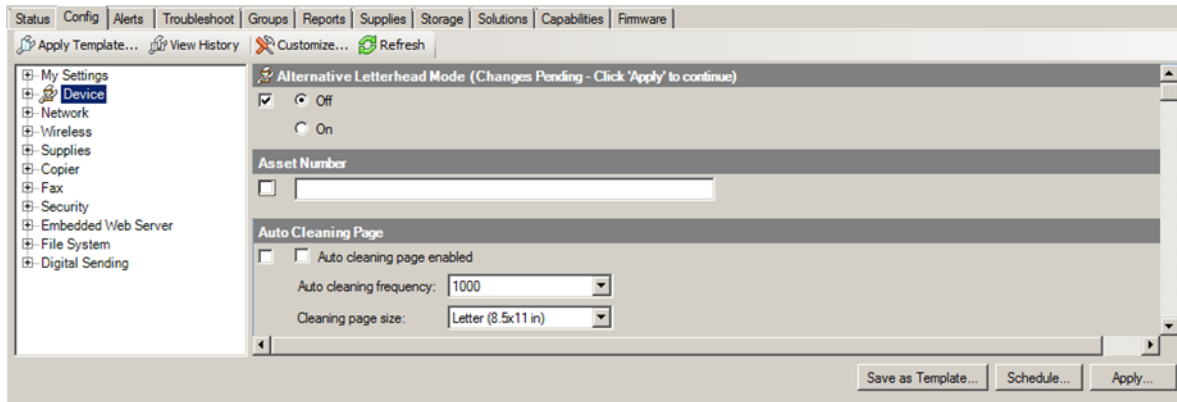 Status Config Alerts Troubleshoot Groups Reports Supplies Storage Solutions Capabilities Firmware
Apply Template... View History Customize... Refresh
My Settings
Device
Network
Wireless
Supplies
Copier
Fax
Security
Embedded Web Server
File System
Digital Sending
Alternative Letterhead Mode (Changes Pending - Click 'Apply' to continue)
Off
On
Asset Number
Auto Cleaning Page
Auto cleaning page enabled
Auto cleaning frequency: 1000
Cleaning page size: Letter (8.5x11 in)
Save as Template... Schedule... Apply...